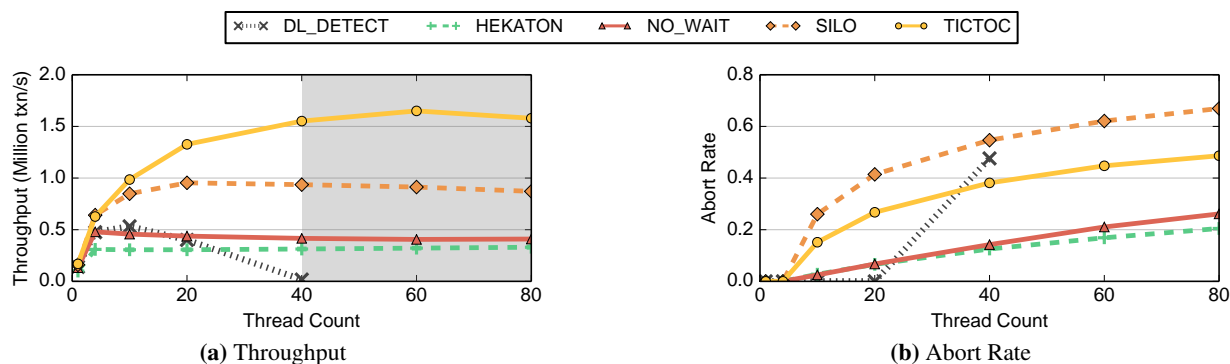 DL_DETECT HEKATON NO_WAIT SILO TICTOC
Throughput (Million txn/s)
2.0
1.5
1.0
0.5
0.0
0 20 40 60 80
Thread Count
(a) Throughput
Abort Rate
0.8
0.6
0.4
0.2
0.0
0 20 40 60 80
Thread Count
(b) Abort Rate